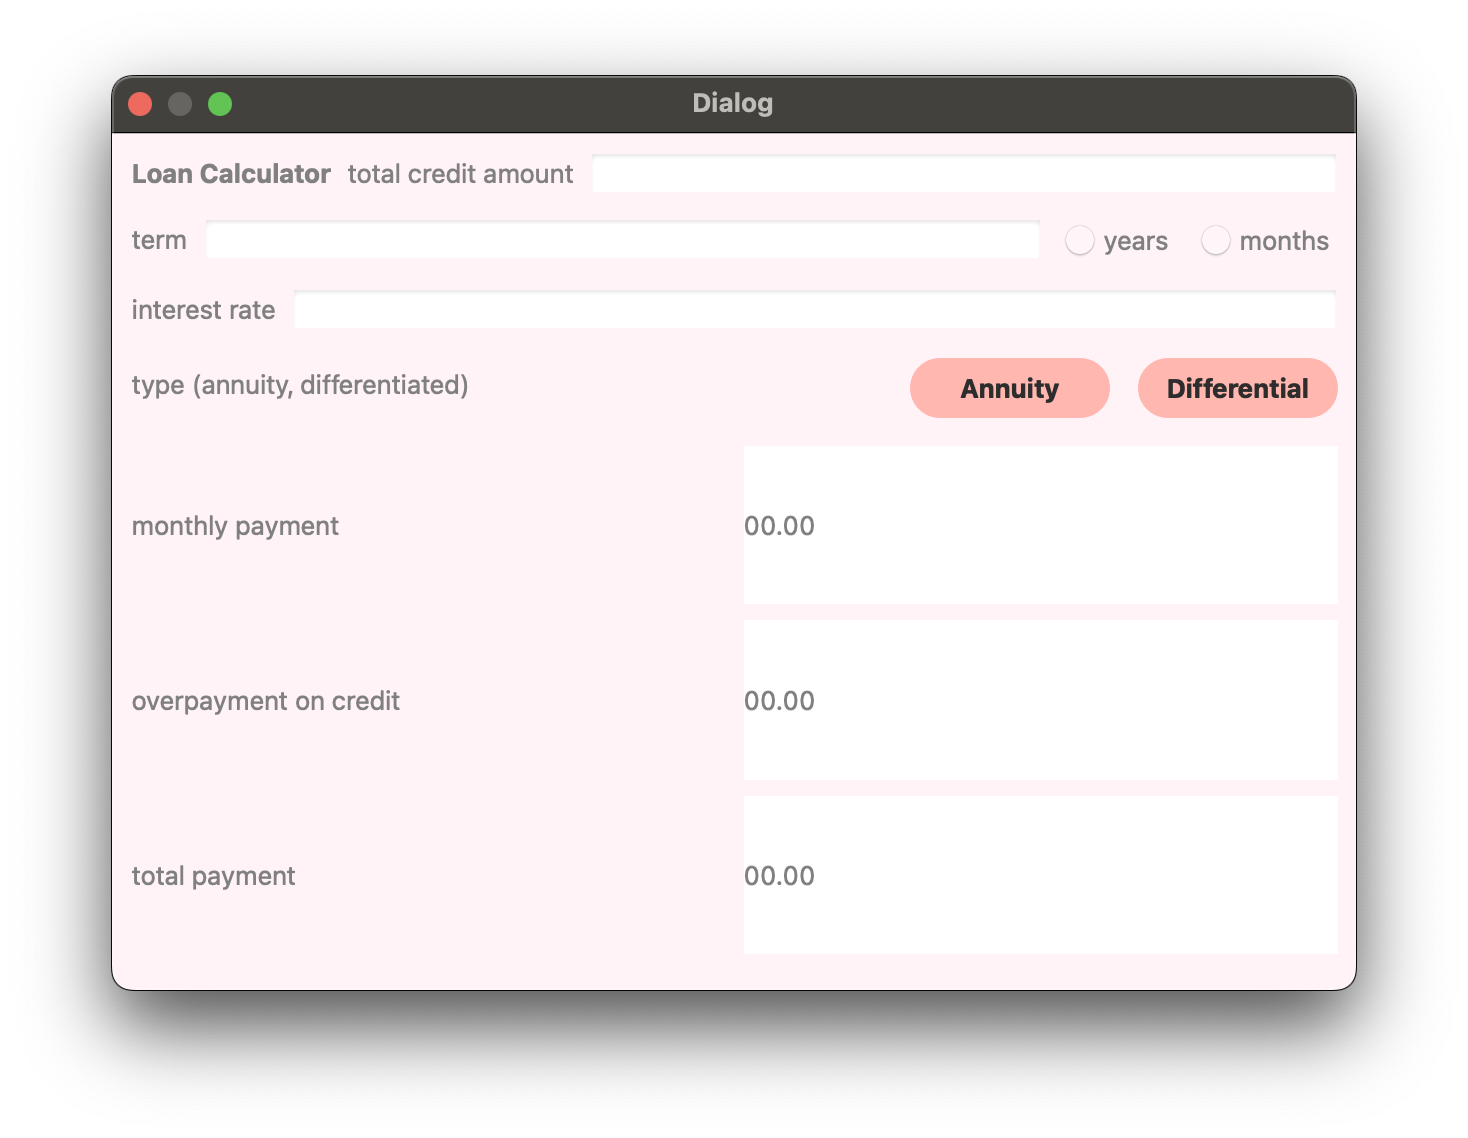 Dialog
Loan Calculator total credit amount
term years months
interest rate
type (annuity, differentiated) Annuity Differential
monthly payment 00.00
overpayment on credit 00.00
total payment 00.00